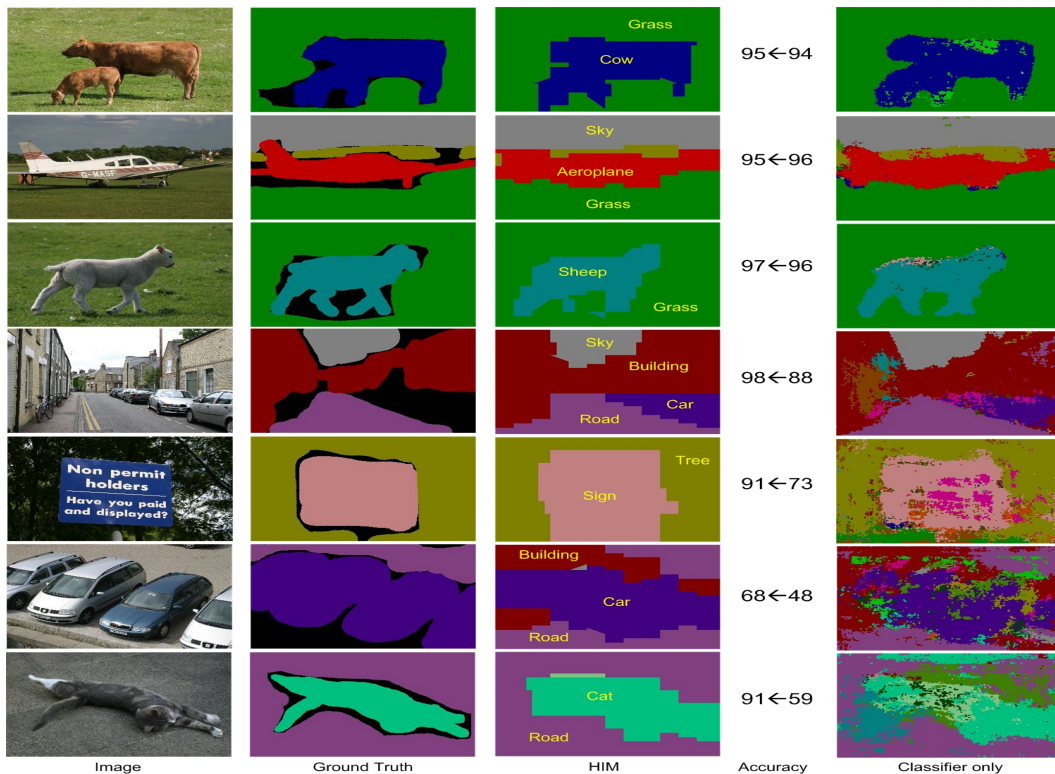 Grass
Cow
95←94
G-MASF
Sky
Aeroplane
Grass
95←96
Sheep
Grass
97←96
Sky
Building
Car
Road
98←88
Non permit
holders
Have you paid
and displayed?
Tree
Sign
91←73
Building
Car
Road
68←48
Cat
Road
91←59
Image
Ground Truth
HIM
Accuracy
Classifier only